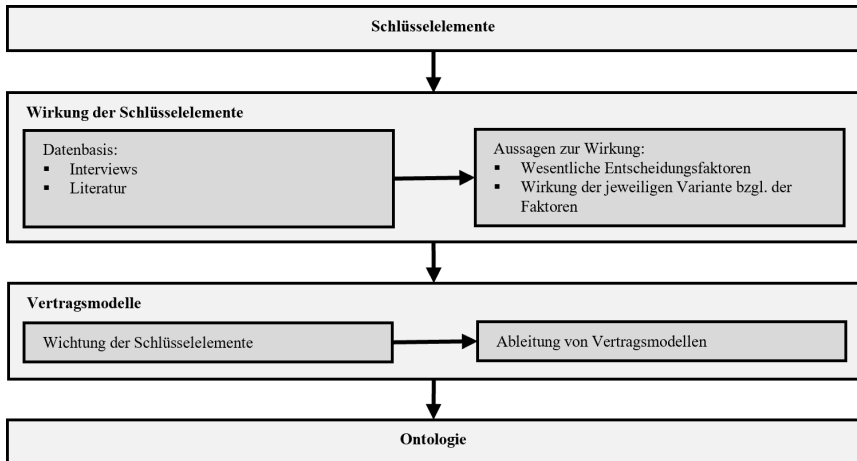 Schlüsselelemente
Wirkung der Schlüsselelemente
Datenbasis:
▪ Interviews
▪ Literatur
Aussagen zur Wirkung:
▪ Wesentliche Entscheidungsfaktoren
▪ Wirkung der jeweiligen Variante bzgl. der
Faktoren
Vertragsmodelle
Wichtung der Schlüsselelemente
Ableitung von Vertragsmodellen
Ontologie